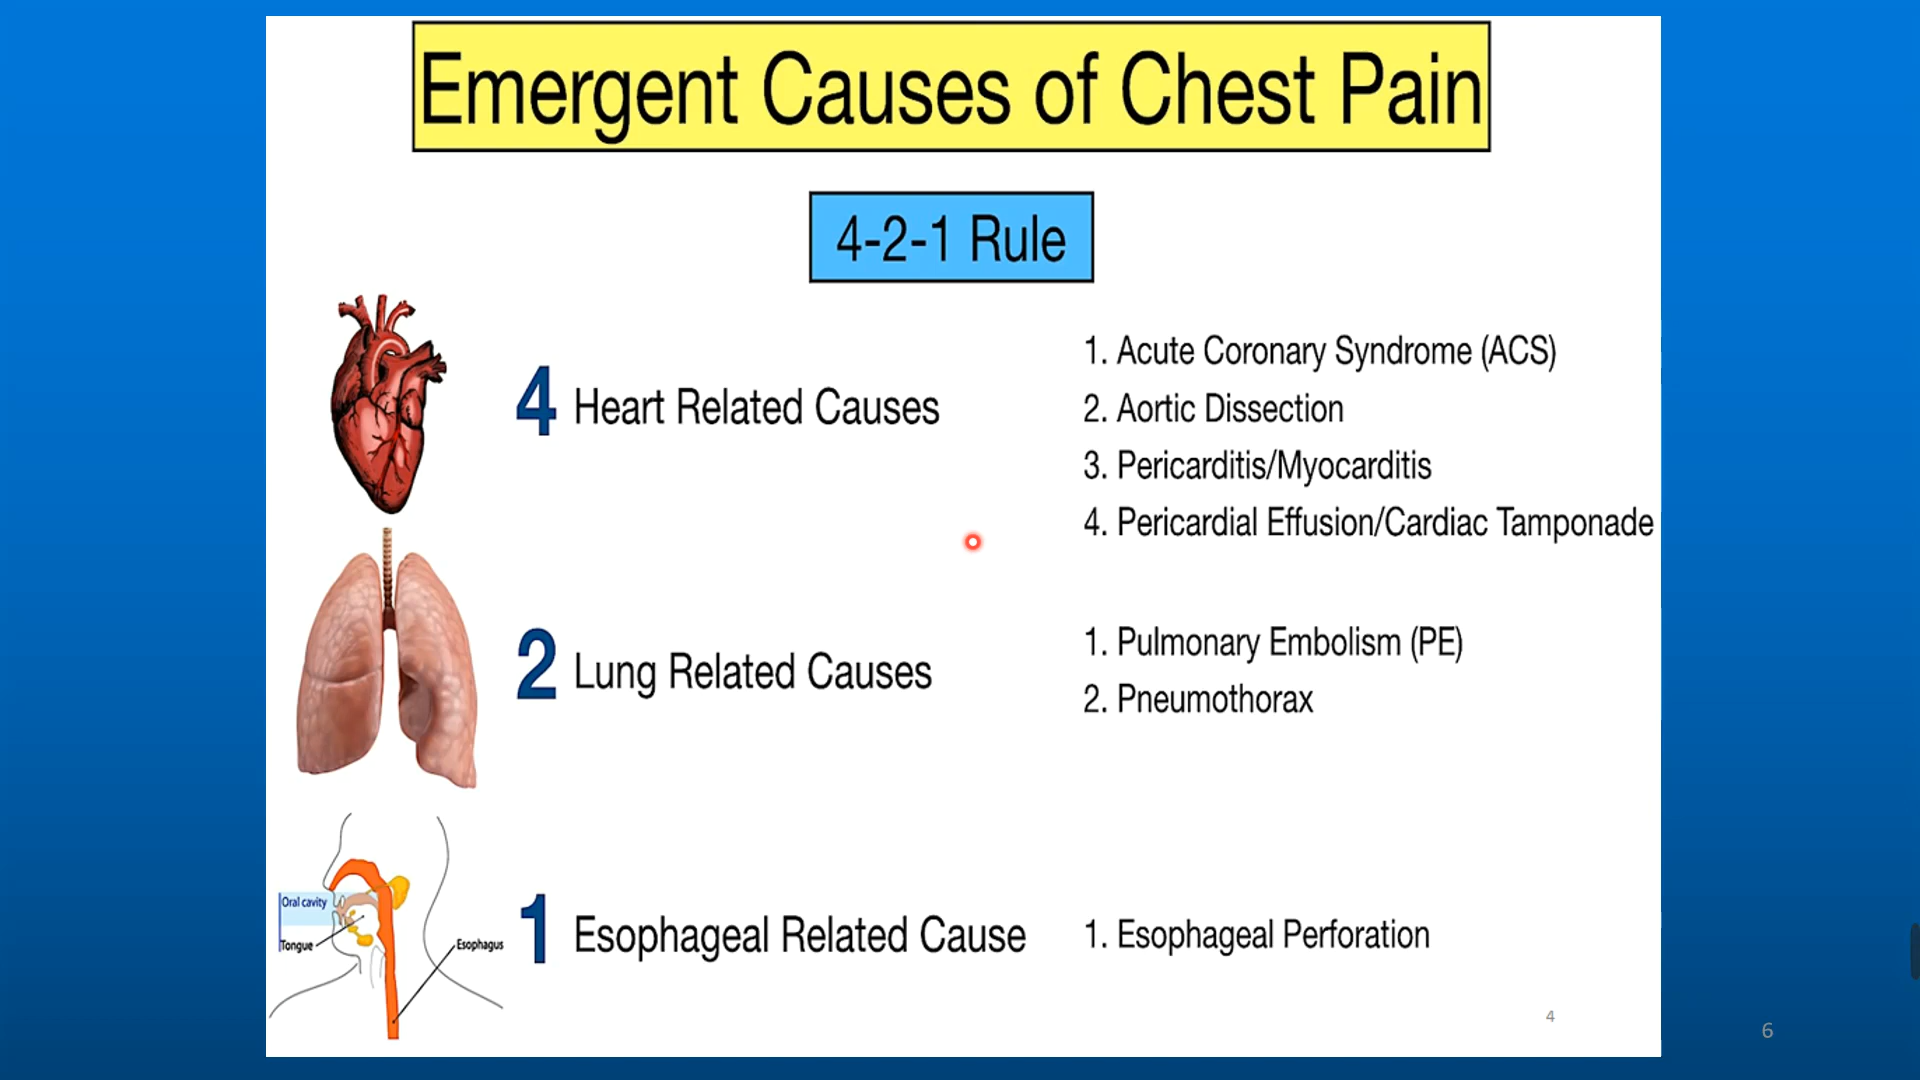 Emergent Causes of Chest Pain
4-2-1 Rule
4 Heart Related Causes
1. Acute Coronary Syndrome (ACS)
2. Aortic Dissection
3. Pericarditis/Myocarditis
4. Pericardial Effusion/Cardiac Tamponade
2 Lung Related Causes
1. Pulmonary Embolism (PE)
2. Pneumothorax
Oral cavity
Tongue
Esophagus
1 Esophageal Related Cause
1. Esophageal Perforation
4
6